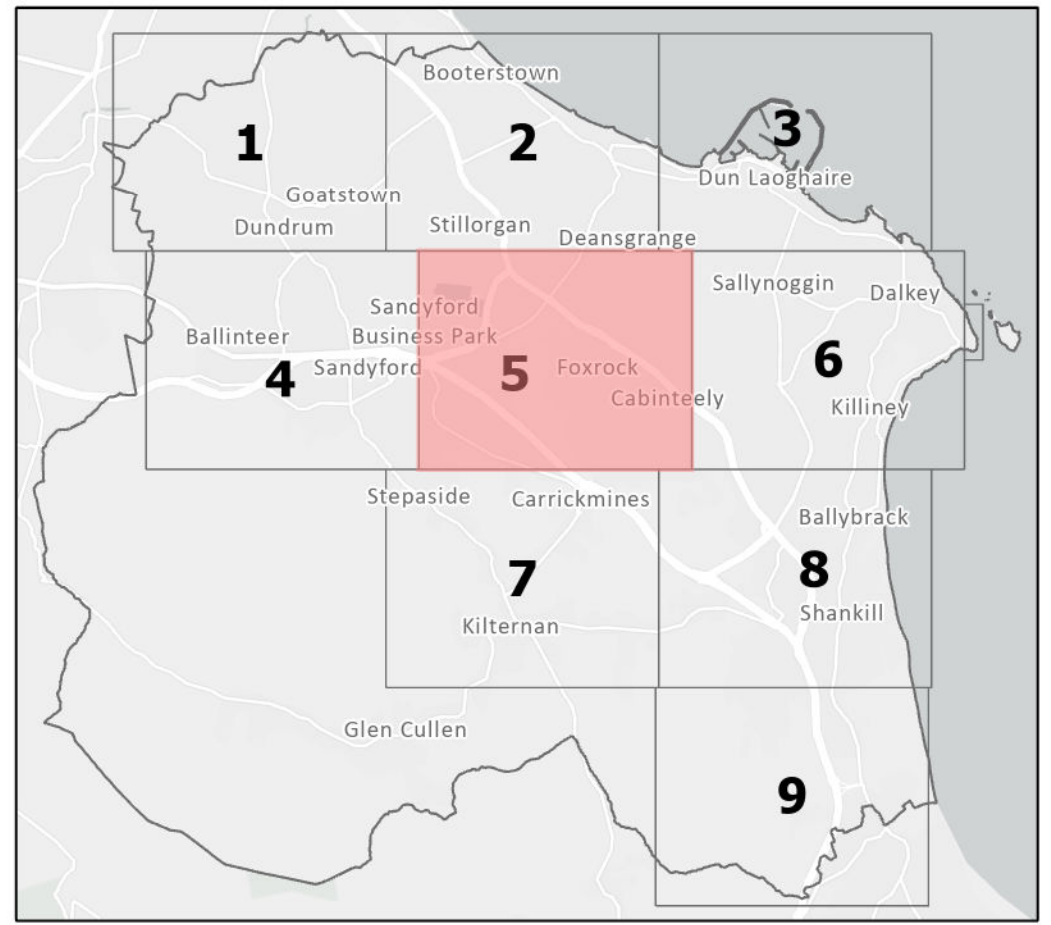 Booterstown
1
2
3
Dun Laoghaire
Goatstown
Dundrum
Stillorgan
Deansgrange
Sallynoggin
Dalkey
Sandyford
Business Park
Ballinteer
Sandyford
4
5
Foxrock
Cabinteely
6
Killiney
Stepaside
Carrickmines
Ballybrack
7
8
Shankill
Kilternan
Glen Cullen
9